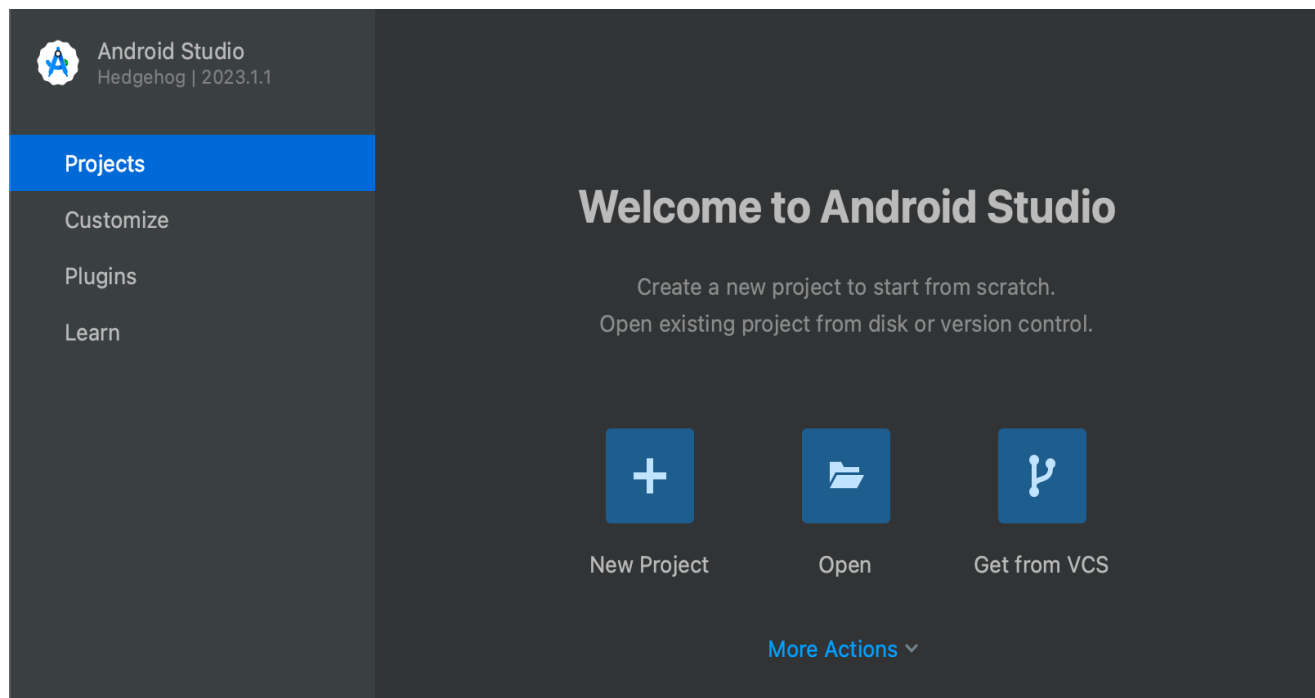 Android Studio
Hedgehog | 2023.1.1
Projects
Customize
Plugins
Learn
Welcome to Android Studio
Create a new project to start from scratch.
Open existing project from disk or version control.
New Project
Open
Get from VCS
More Actions